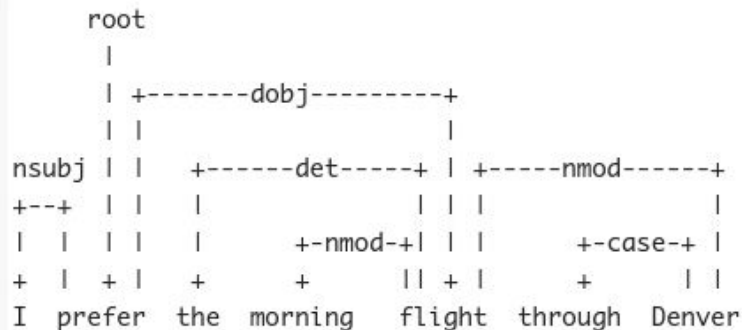 root
|
| +-------dobj---------+
| | |
nsubj | | +------det-----+ | +-----nmod------+
+--+ | | | | | | |
| | | | | +-nmod-+| | | +-case-+ |
+ | + | + + || + | + | |
I prefer the morning flight through Denver